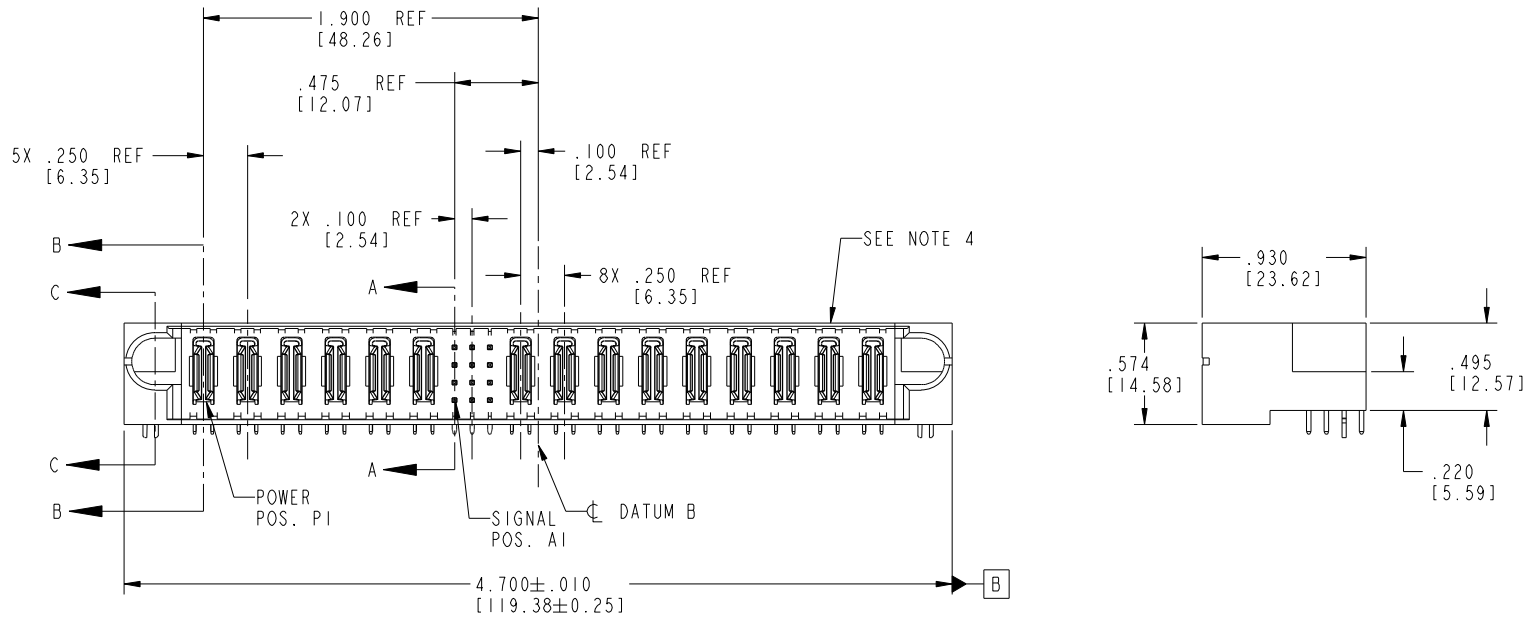 1.900 REF
[48.26]
.475 REF
[12.07]
5X .250 REF
[6.35]
.100 REF
[2.54]
2X .100 REF
[2.54]
B
SEE NOTE 4
C
A
8X .250 REF
[6.35]
.930
[23.62]
.574
[14.58]
.495
[12.57]
C
A
.220
[5.59]
B
POWER
POS. P1
SIGNAL
POS. A1
℄ DATUM B
4.700±.010
[119.38±0.25]
B